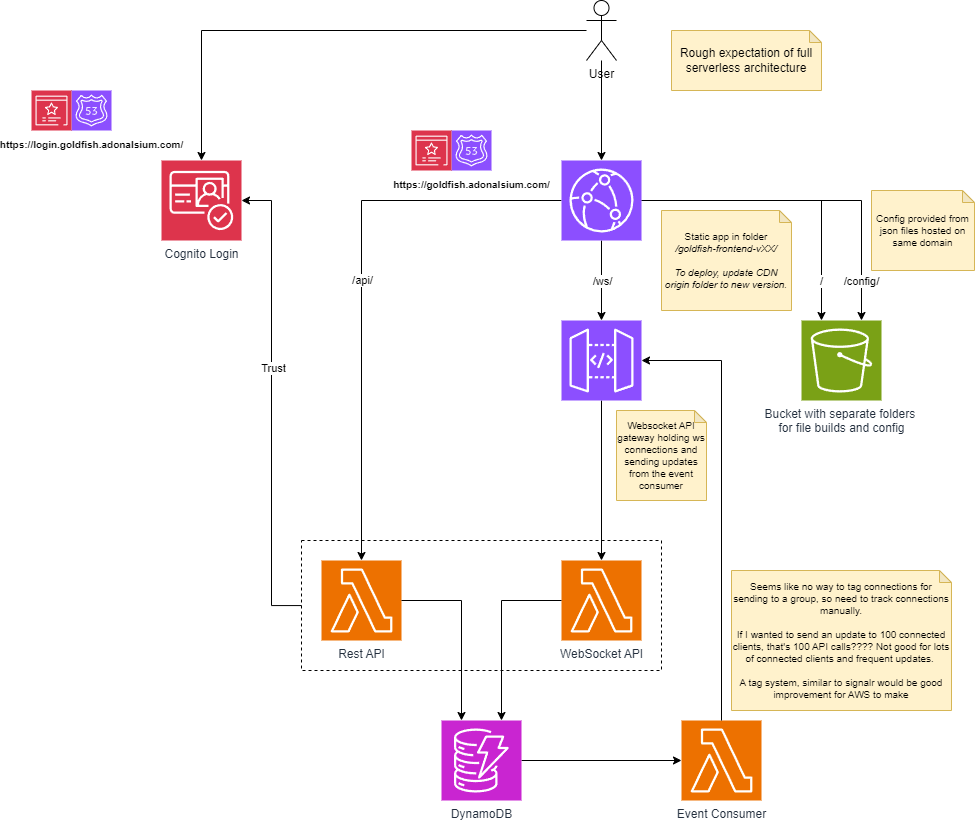 User
Rough expectation of full
serverless architecture
53
https://login.goldfish.adonalsium.com/
53
https://goldfish.adonalsium.com/
Cognito Login
Static app in folder
/goldfish-frontend-vXX/
To deploy, update CDN
origin folder to new version.
Config provided from
json files hosted on
same domain
/api/
/ws/
/
/config/
Trust
</>
Bucket with separate folders
for file builds and config
Websocket API
gateway holding ws
connections and
sending updates
from the event
consumer
Rest API
WebSocket API
Seems like no way to tag connections for
sending to a group, so need to track connections
manually.
If I wanted to send an update to 100 connected
clients, that's 100 API calls???? Not good for lots
of connected clients and frequent updates.
A tag system, similar to signalr would be good
improvement for AWS to make
DynamoDB
Event Consumer